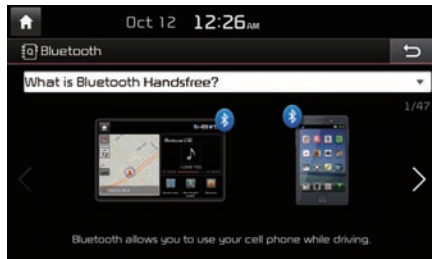 Oct 12 12:26AM
Bluetooth
What is Bluetooth Handsfree?
1/47
Bluetooth allows you to use your cell phone while driving.